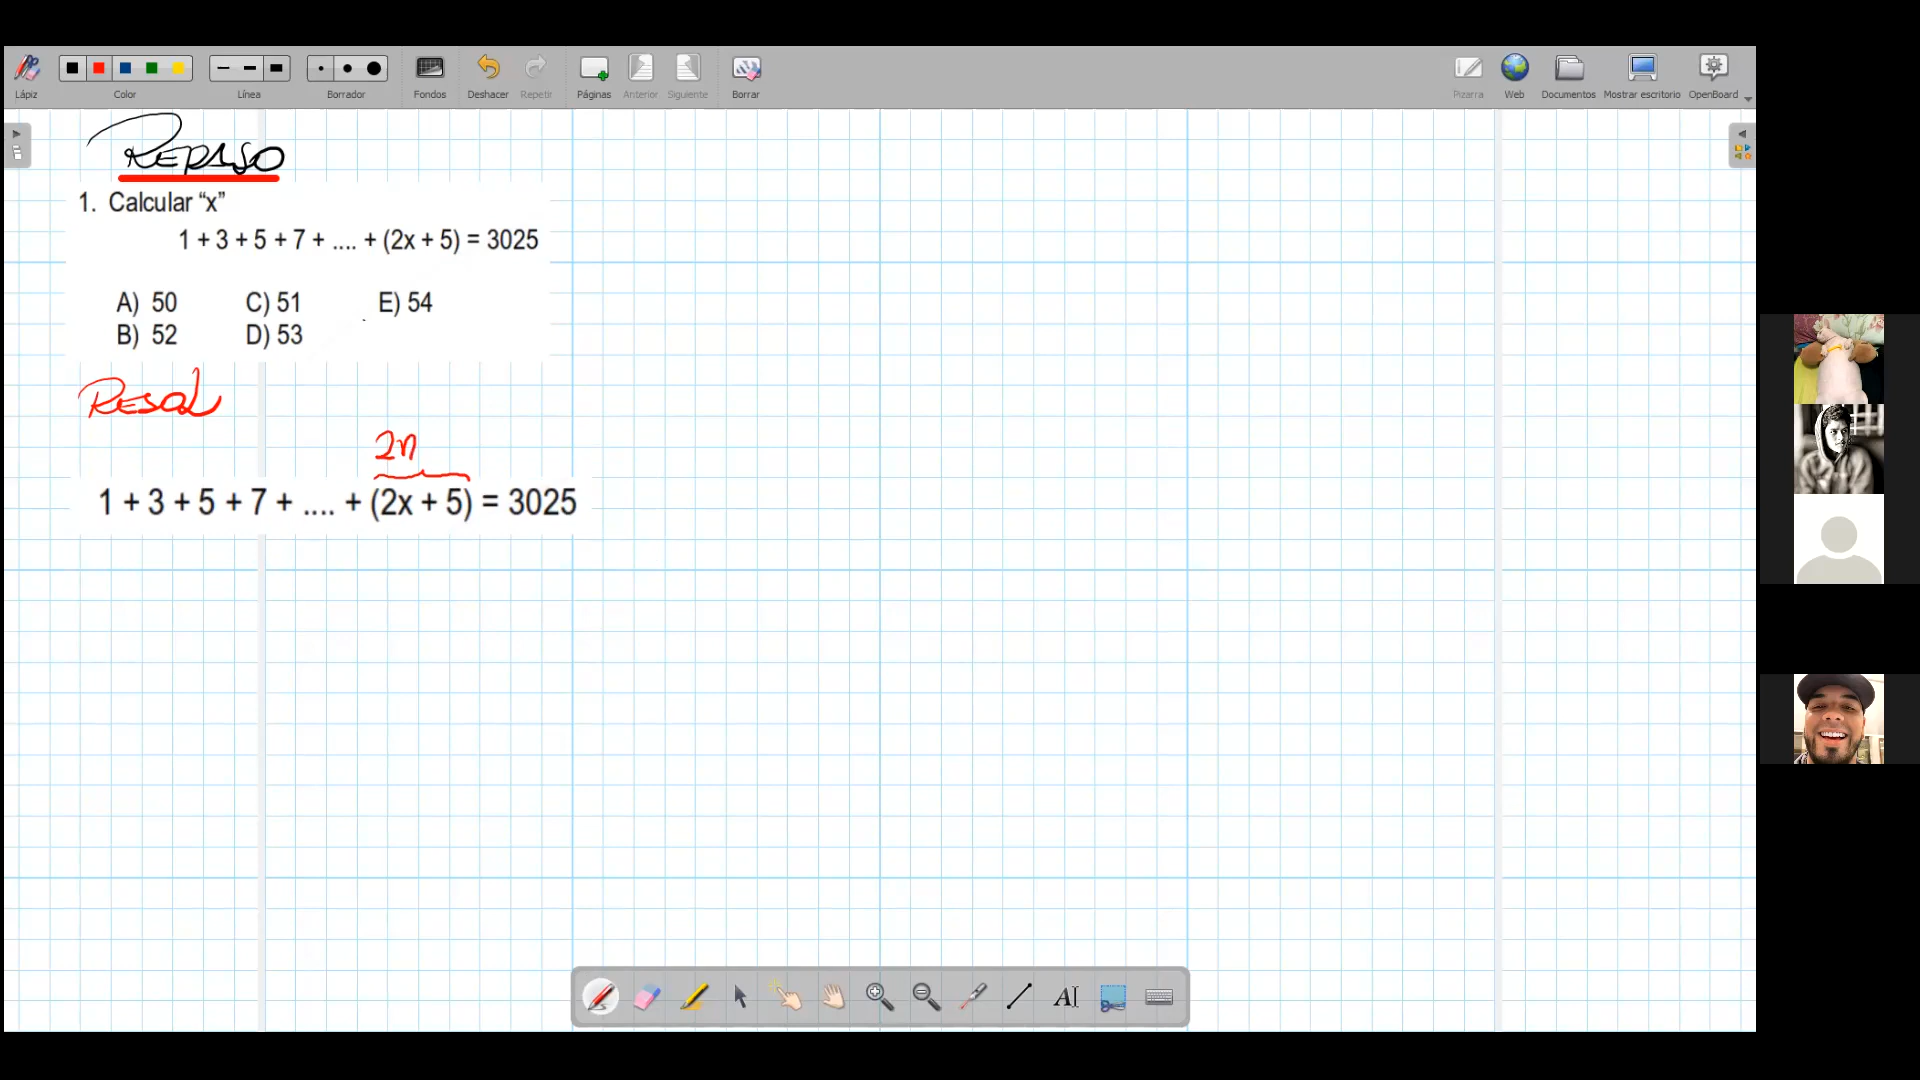 Lápiz Color Línea Borrador Fondos Deshacer Repetir Páginas Anterior Siguiente Borrar Pizarra Web Documentos Mostrar escritorio OpenBoard
REPASO
1. Calcular “x”
1 + 3 + 5 + 7 + .... + (2x + 5) = 3025
A) 50 C) 51 E) 54
B) 52 D) 53
RESOL
2n
1 + 3 + 5 + 7 + .... + (2x + 5) = 3025